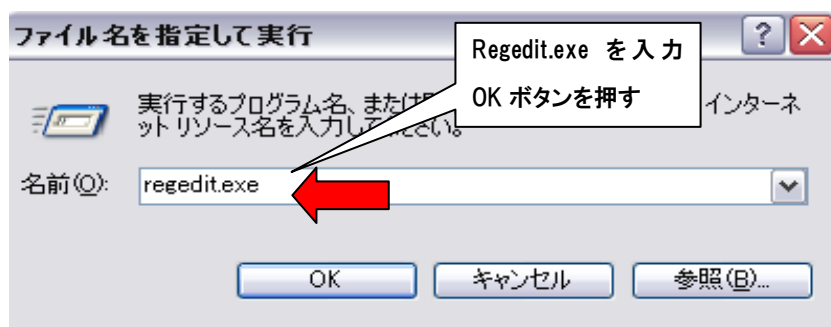 ファイル名を指定して実行
Regedit.exe を入力
OK ボタンを押す
実行するプログラム名、または インターネ
ットリソース名を入力してください。
名前(O):
regedit.exe
OK
キャンセル
参照(B)...